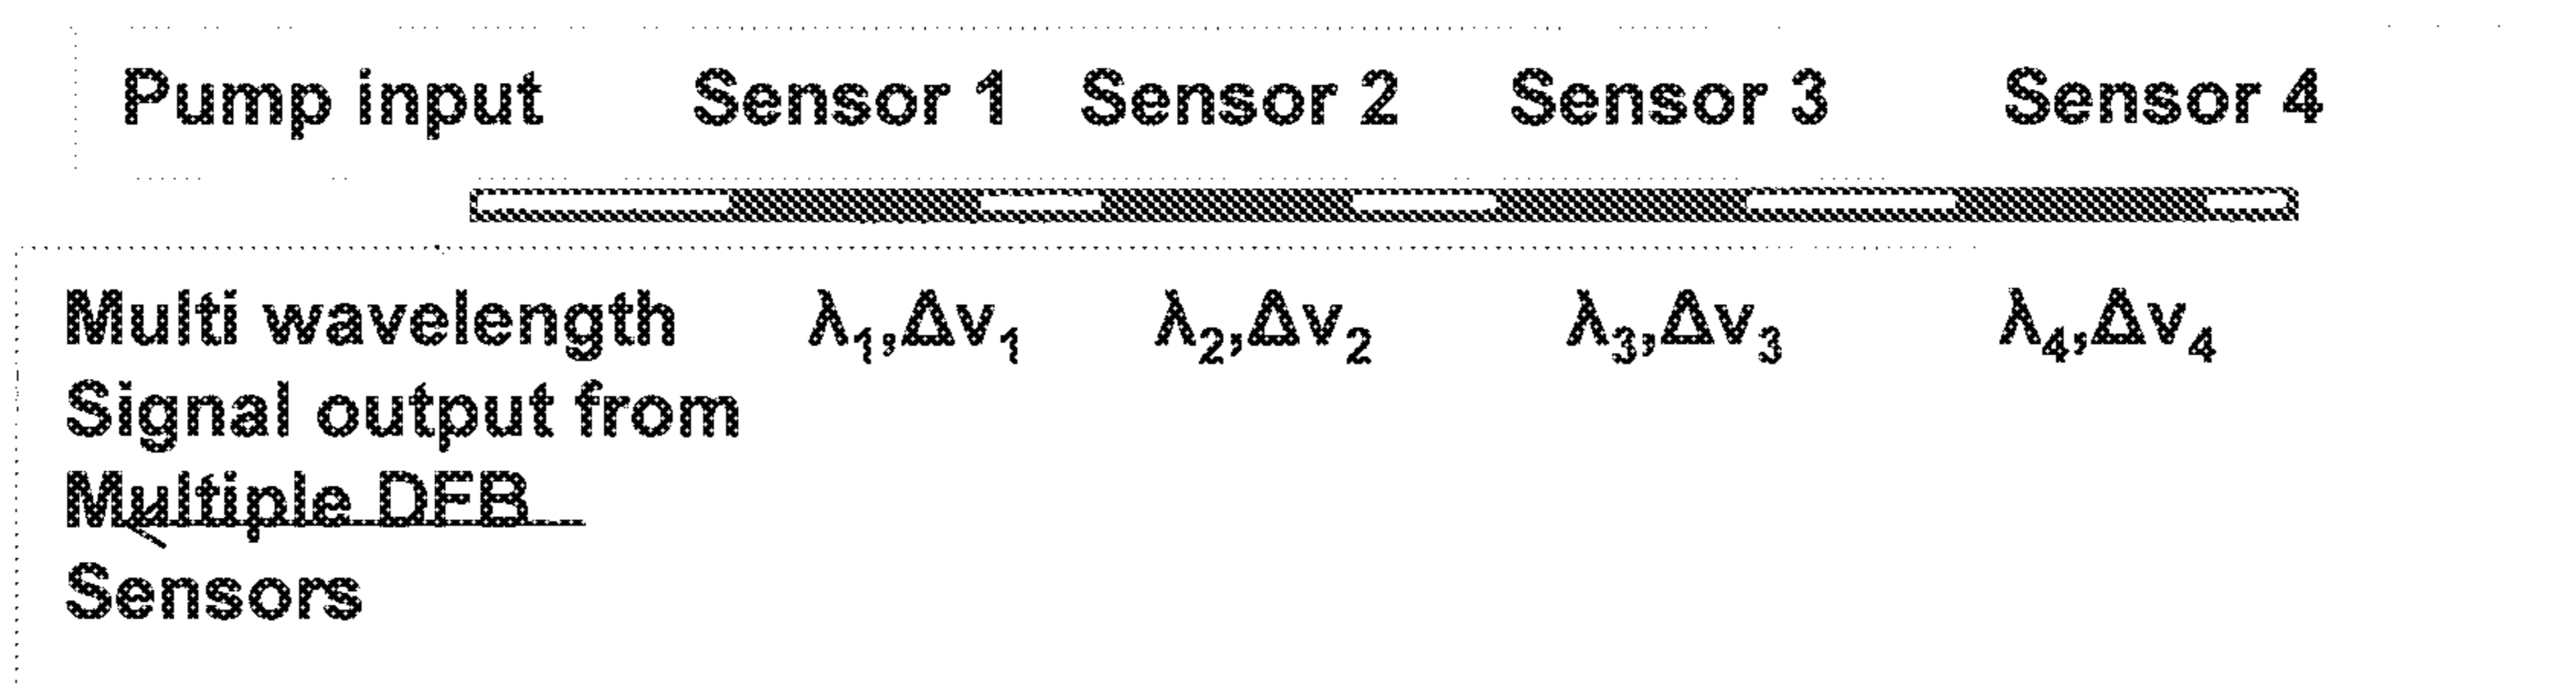 Pump input Sensor 1 Sensor 2 Sensor 3 Sensor 4
Multi wavelength λ₁,Δv₁ λ₂,Δv₂ λ₃,Δv₃ λ₄,Δv₄
Signal output from
Multiple DFB
Sensors